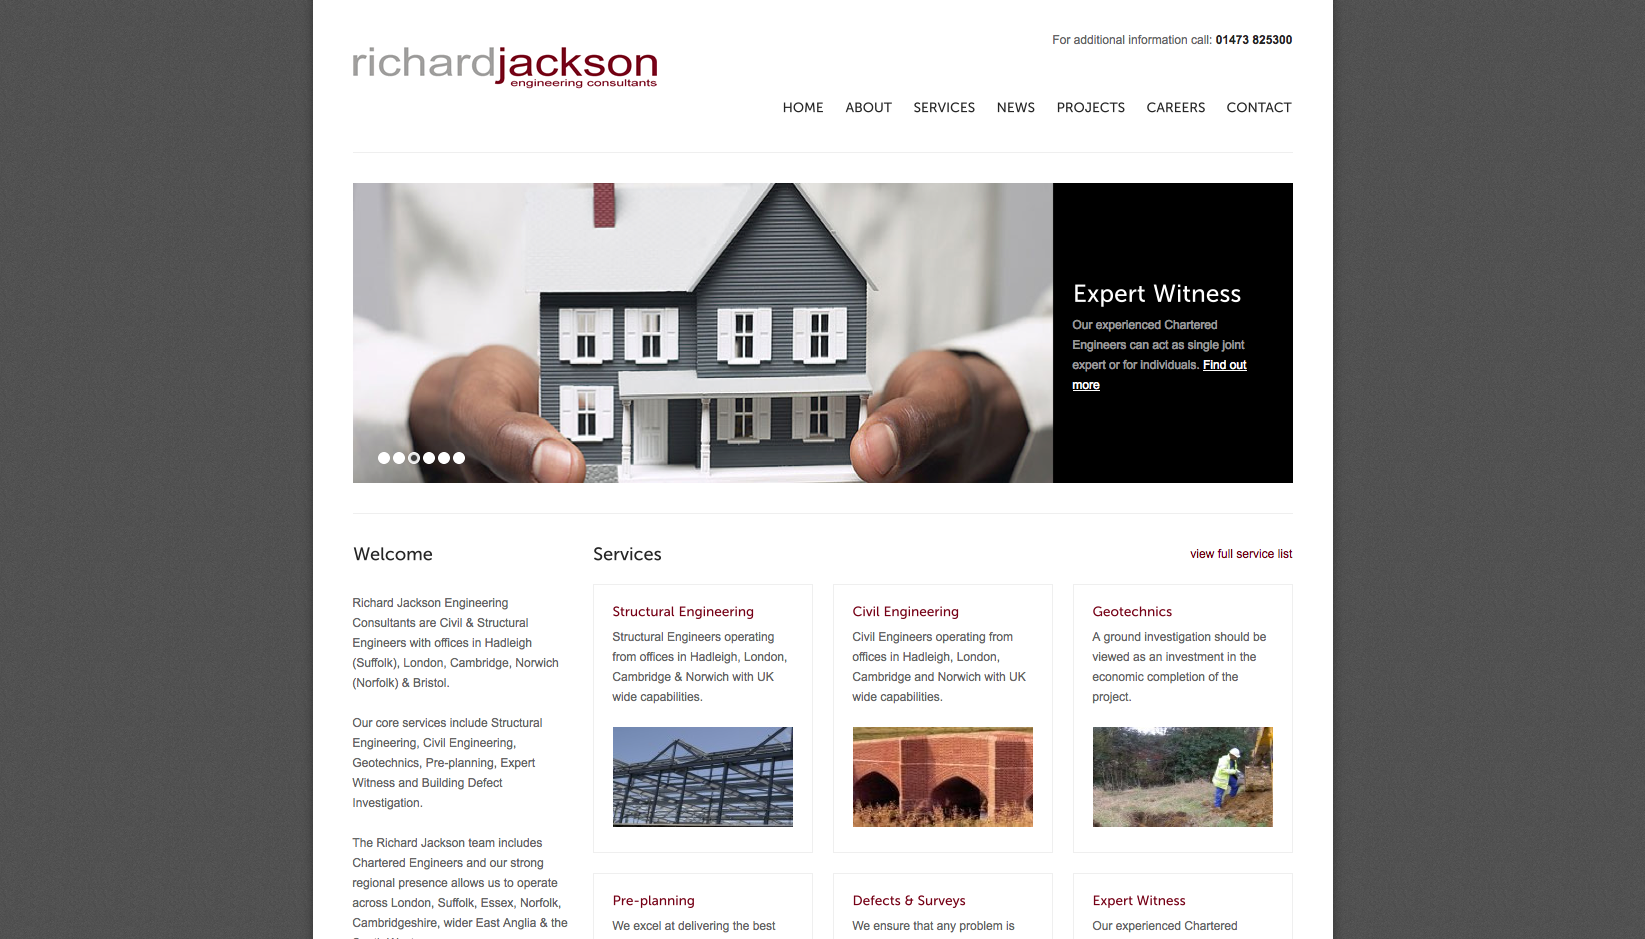 For additional information call: 01473 825300
richardjackson
engineering consultants
HOME ABOUT SERVICES NEWS PROJECTS CAREERS CONTACT
Expert Witness
Our experienced Chartered
Engineers can act as single joint
expert or for individuals. Find out
more
Welcome
Richard Jackson Engineering
Consultants are Civil & Structural
Engineers with offices in Hadleigh
(Suffolk), London, Cambridge, Norwich
(Norfolk) & Bristol.
Our core services include Structural
Engineering, Civil Engineering,
Geotechnics, Pre-planning, Expert
Witness and Building Defect
Investigation.
The Richard Jackson team includes
Chartered Engineers and our strong
regional presence allows us to operate
across London, Suffolk, Essex, Norfolk,
Cambridgeshire, wider East Anglia & the
Services
view full service list
Structural Engineering
Structural Engineers operating
from offices in Hadleigh, London,
Cambridge & Norwich with UK
wide capabilities.
Civil Engineering
Civil Engineers operating from
offices in Hadleigh, London,
Cambridge and Norwich with UK
wide capabilities.
Geotechnics
A ground investigation should be
viewed as an investment in the
economic completion of the
project.
Pre-planning
We excel at delivering the best
Defects & Surveys
We ensure that any problem is
Expert Witness
Our experienced Chartered